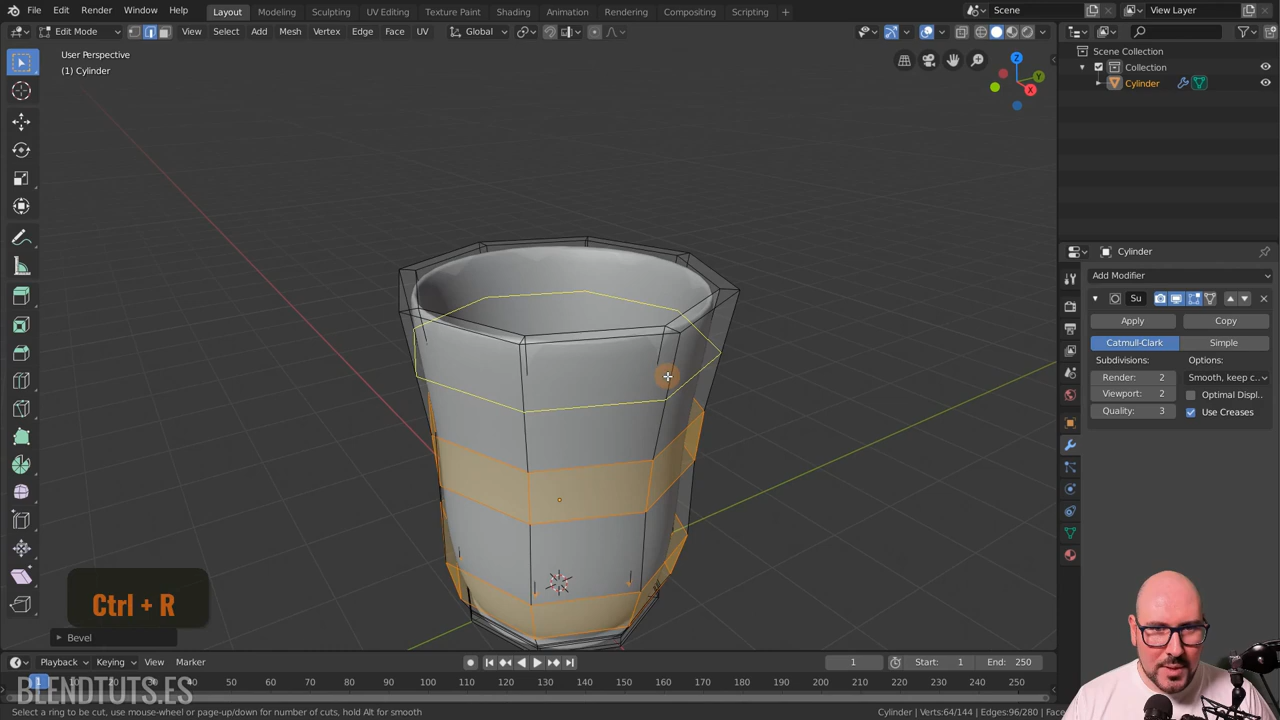 File Edit Render Window Help Layout Modeling Sculpting UV Editing Texture Paint Shading Animation Rendering Compositing Scripting + Scene View Layer
Edit Mode View Select Add Mesh Vertex Edge Face UV Global
User Perspective
(1) Cylinder
Z
Y
X
Scene Collection
Collection
Cylinder
Cylinder
Add Modifier
Su
Apply Copy
Catmull-Clark Simple
Subdivisions: Options:
Render: 2 Smooth, keep c...
Viewport: 2 Optimal Displ..
Quality: 3 Use Creases
Ctrl + R
Bevel
Playback Keying View Marker 1 Start: 1 End: 250
1 10 20 30 40 50 60 70 80 90 100 110 120 130 140 150 160 170 180 190 200 210 220 230 240 250
BLENDTUTS.ES
Select a ring to be cut, use mouse-wheel or page-up/down for number of cuts, hold Alt for smooth Cylinder | Verts:64/144 | Edges:96/280 | Face